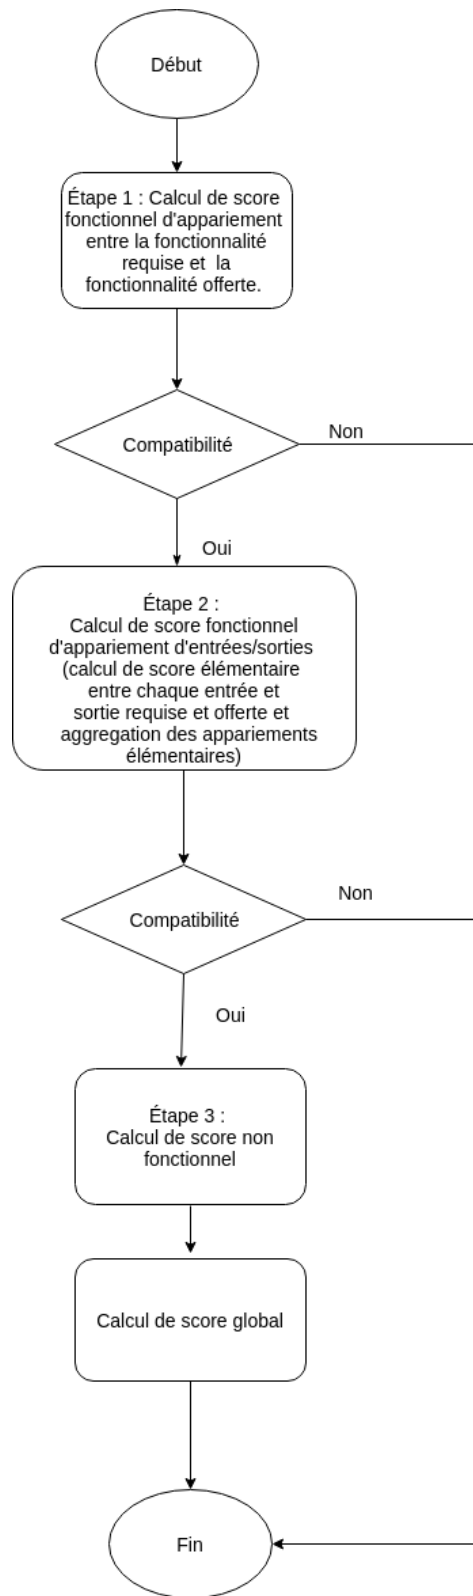 Début
Étape 1 : Calcul de score
fonctionnel d'appariement
entre la fonctionnalité
requise et la
fonctionnalité offerte.
Compatibilité
Non
Oui
Étape 2 :
Calcul de score fonctionnel
d'appariement d'entrées/sorties
(calcul de score élémentaire
entre chaque entrée et
sortie requise et offerte et
aggregation des appariements
élémentaires)
Compatibilité
Non
Oui
Étape 3 :
Calcul de score non
fonctionnel
Calcul de score global
Fin